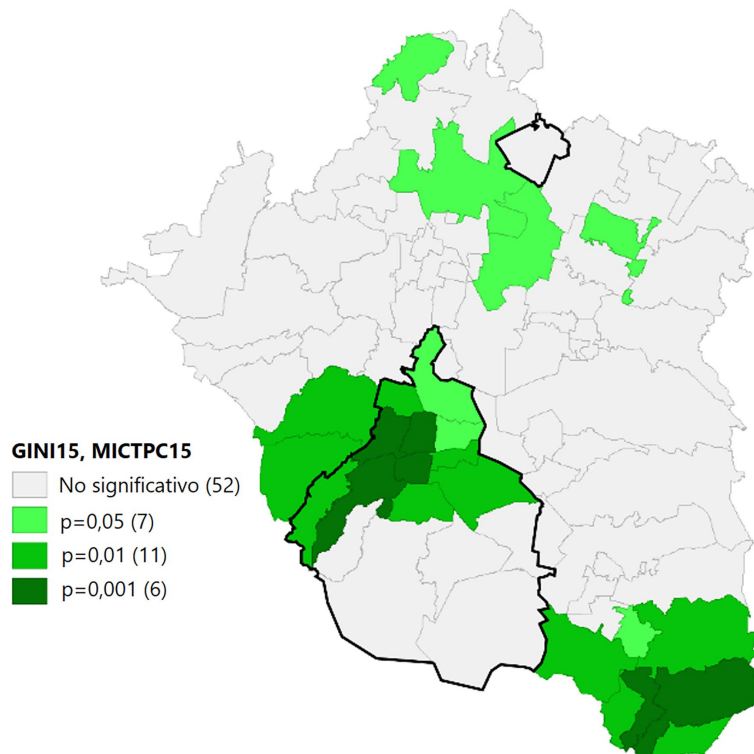 GINI15, MICTPC15
No significativo (52)
p=0,05 (7)
p=0,01 (11)
p=0,001 (6)